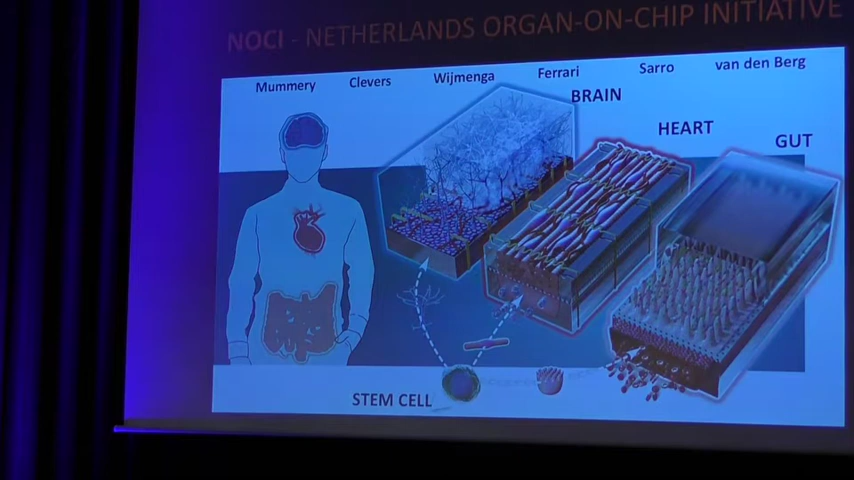 NOCI - NETHERLANDS ORGAN-ON-CHIP INITIATIVE
Mummery Clevers Wijmenga Ferrari Sarro van den Berg
BRAIN
HEART
GUT
STEM CELL